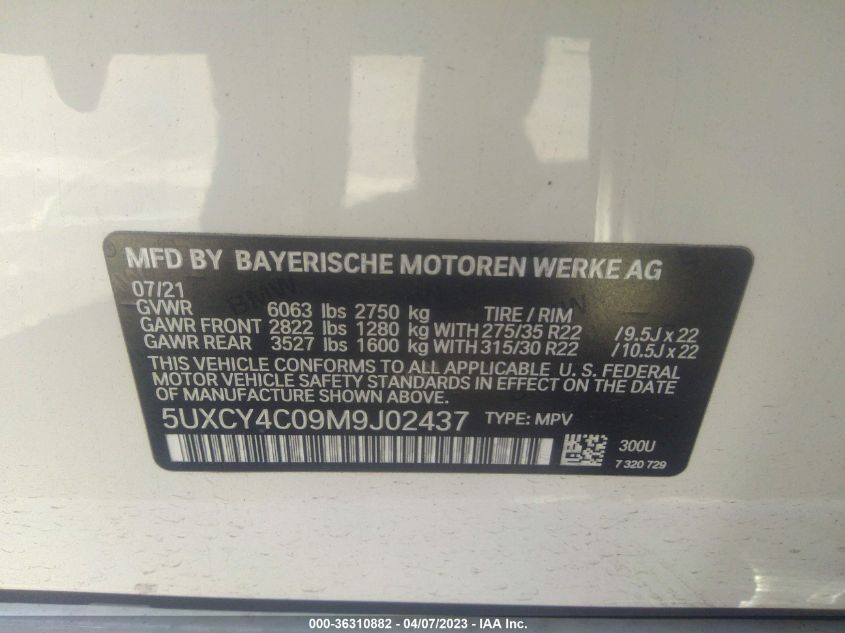 MFD BY BAYERISCHE MOTOREN WERKE AG
07/21
GVWR 6063 lbs 2750 kg TIRE / RIM
GAWR FRONT 2822 lbs 1280 kg WITH 275/35 R22 / 9.5J x 22
GAWR REAR 3527 lbs 1600 kg WITH 315/30 R22 / 10.5J x 22
THIS VEHICLE CONFORMS TO ALL APPLICABLE U. S. FEDERAL
MOTOR VEHICLE SAFETY STANDARDS IN EFFECT ON THE DATE
OF MANUFACTURE SHOWN ABOVE.
5UXCY4C09M9J02437 TYPE: MPV
300U
7 320 729
000-36310882 - 04/07/2023 - IAA Inc.